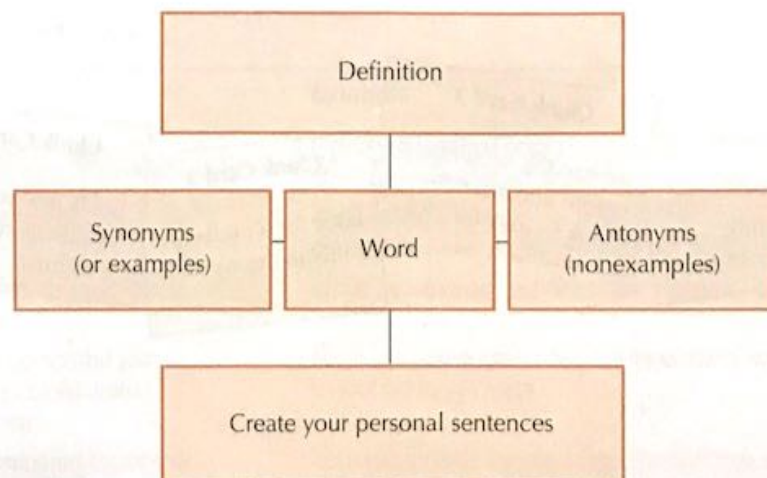 Definition
Synonyms
(or examples)
Word
Antonyms
(nonexamples)
Create your personal sentences